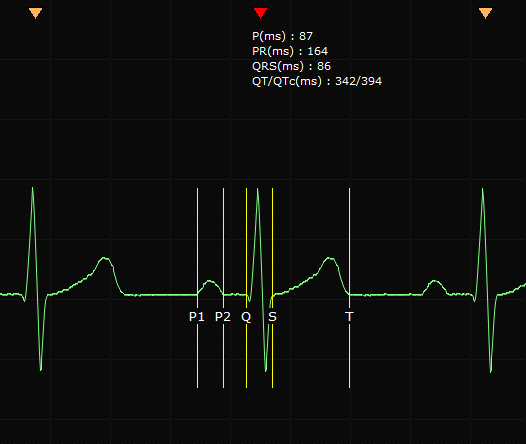 P(ms) : 87
PR(ms) : 164
QRS(ms) : 86
QT/QTc(ms) : 342/394
P1 P2 Q S T